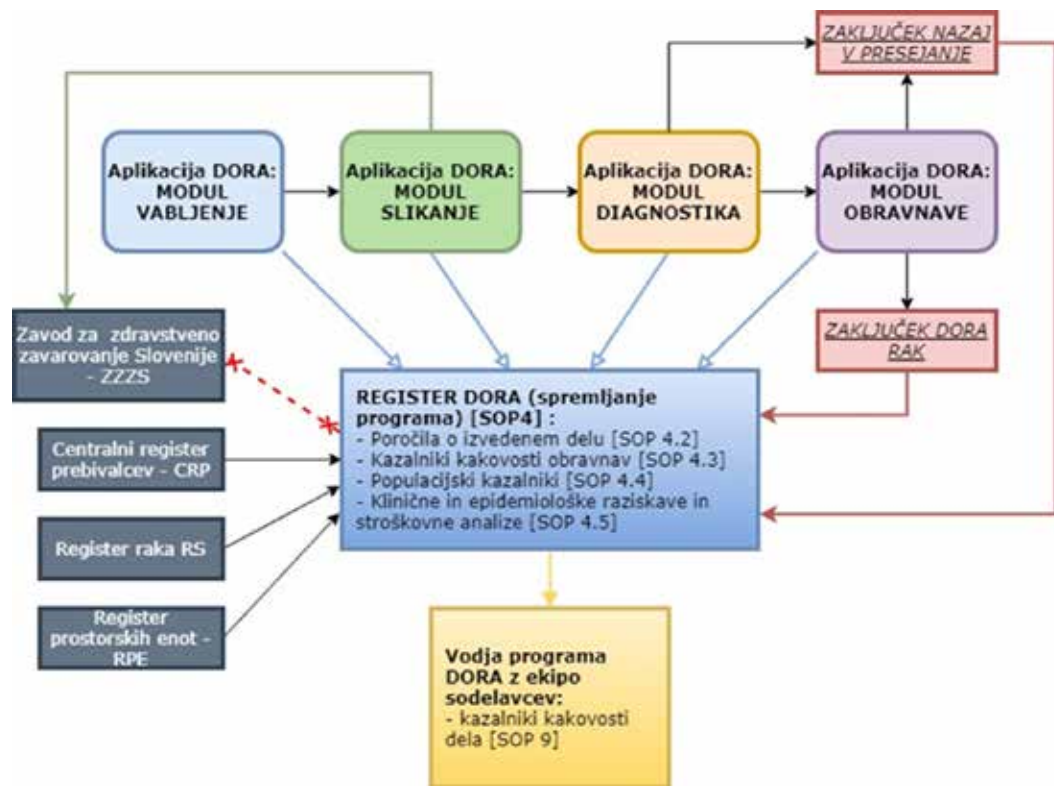 ZAKLJUČEK NAZAJ
V PRESEJANJE
Aplikacija DORA:
MODUL
VABLJENJE
Aplikacija DORA:
MODUL
SLIKANJE
Aplikacija DORA:
MODUL
DIAGNOSTIKA
Aplikacija DORA:
MODUL
OBRAVNAVE
Zavod za zdravstveno
zavarovanje Slovenije
- ZZZS
ZAKLJUČEK DORA
RAK
REGISTER DORA (spremljanje
programa) [SOP4] :
- Poročila o izvedenem delu [SOP 4.2]
- Kazalniki kakovosti obravnav [SOP 4.3]
- Populacijski kazalniki [SOP 4.4]
- Klinične in epidemiološke raziskave in
stroškovne analize [SOP 4.5]
Centralni register
prebivalcev - CRP
Register raka RS
Register
prostorskih enot -
RPE
Vodja programa
DORA z ekipo
sodelavcev:
- kazalniki kakovosti
dela [SOP 9]